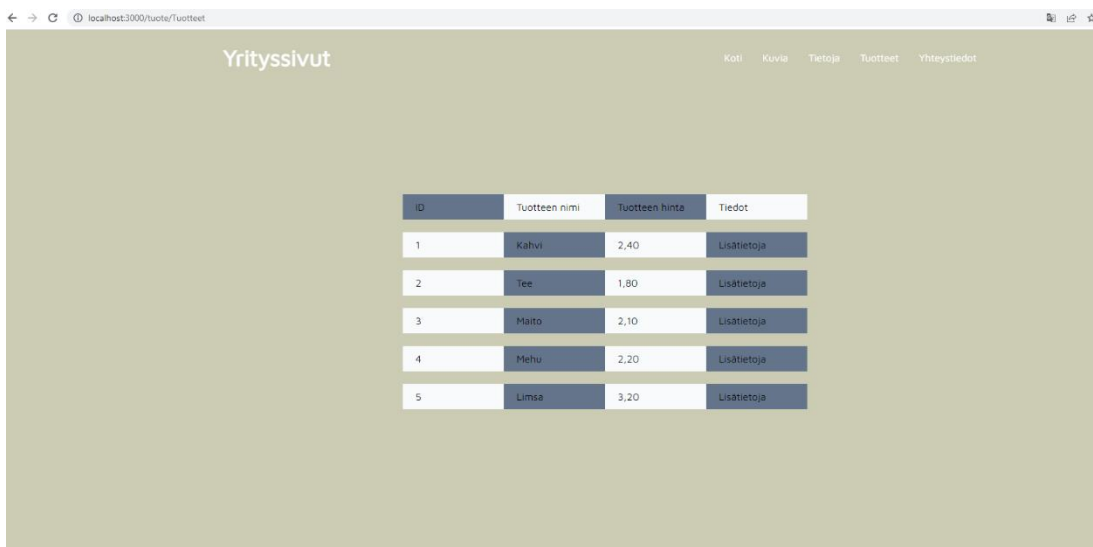 localhost:3000/tuote/Tuotteet
Yrityssivut
Koti Kuvia Tietoja Tuotteet Yhteystiedot
ID Tuotteen nimi Tuotteen hinta Tiedot
1 Kahvi 2,40 Lisätietoja
2 Tee 1,80 Lisätietoja
3 Maito 2,10 Lisätietoja
4 Mehu 2,20 Lisätietoja
5 Limsa 3,20 Lisätietoja